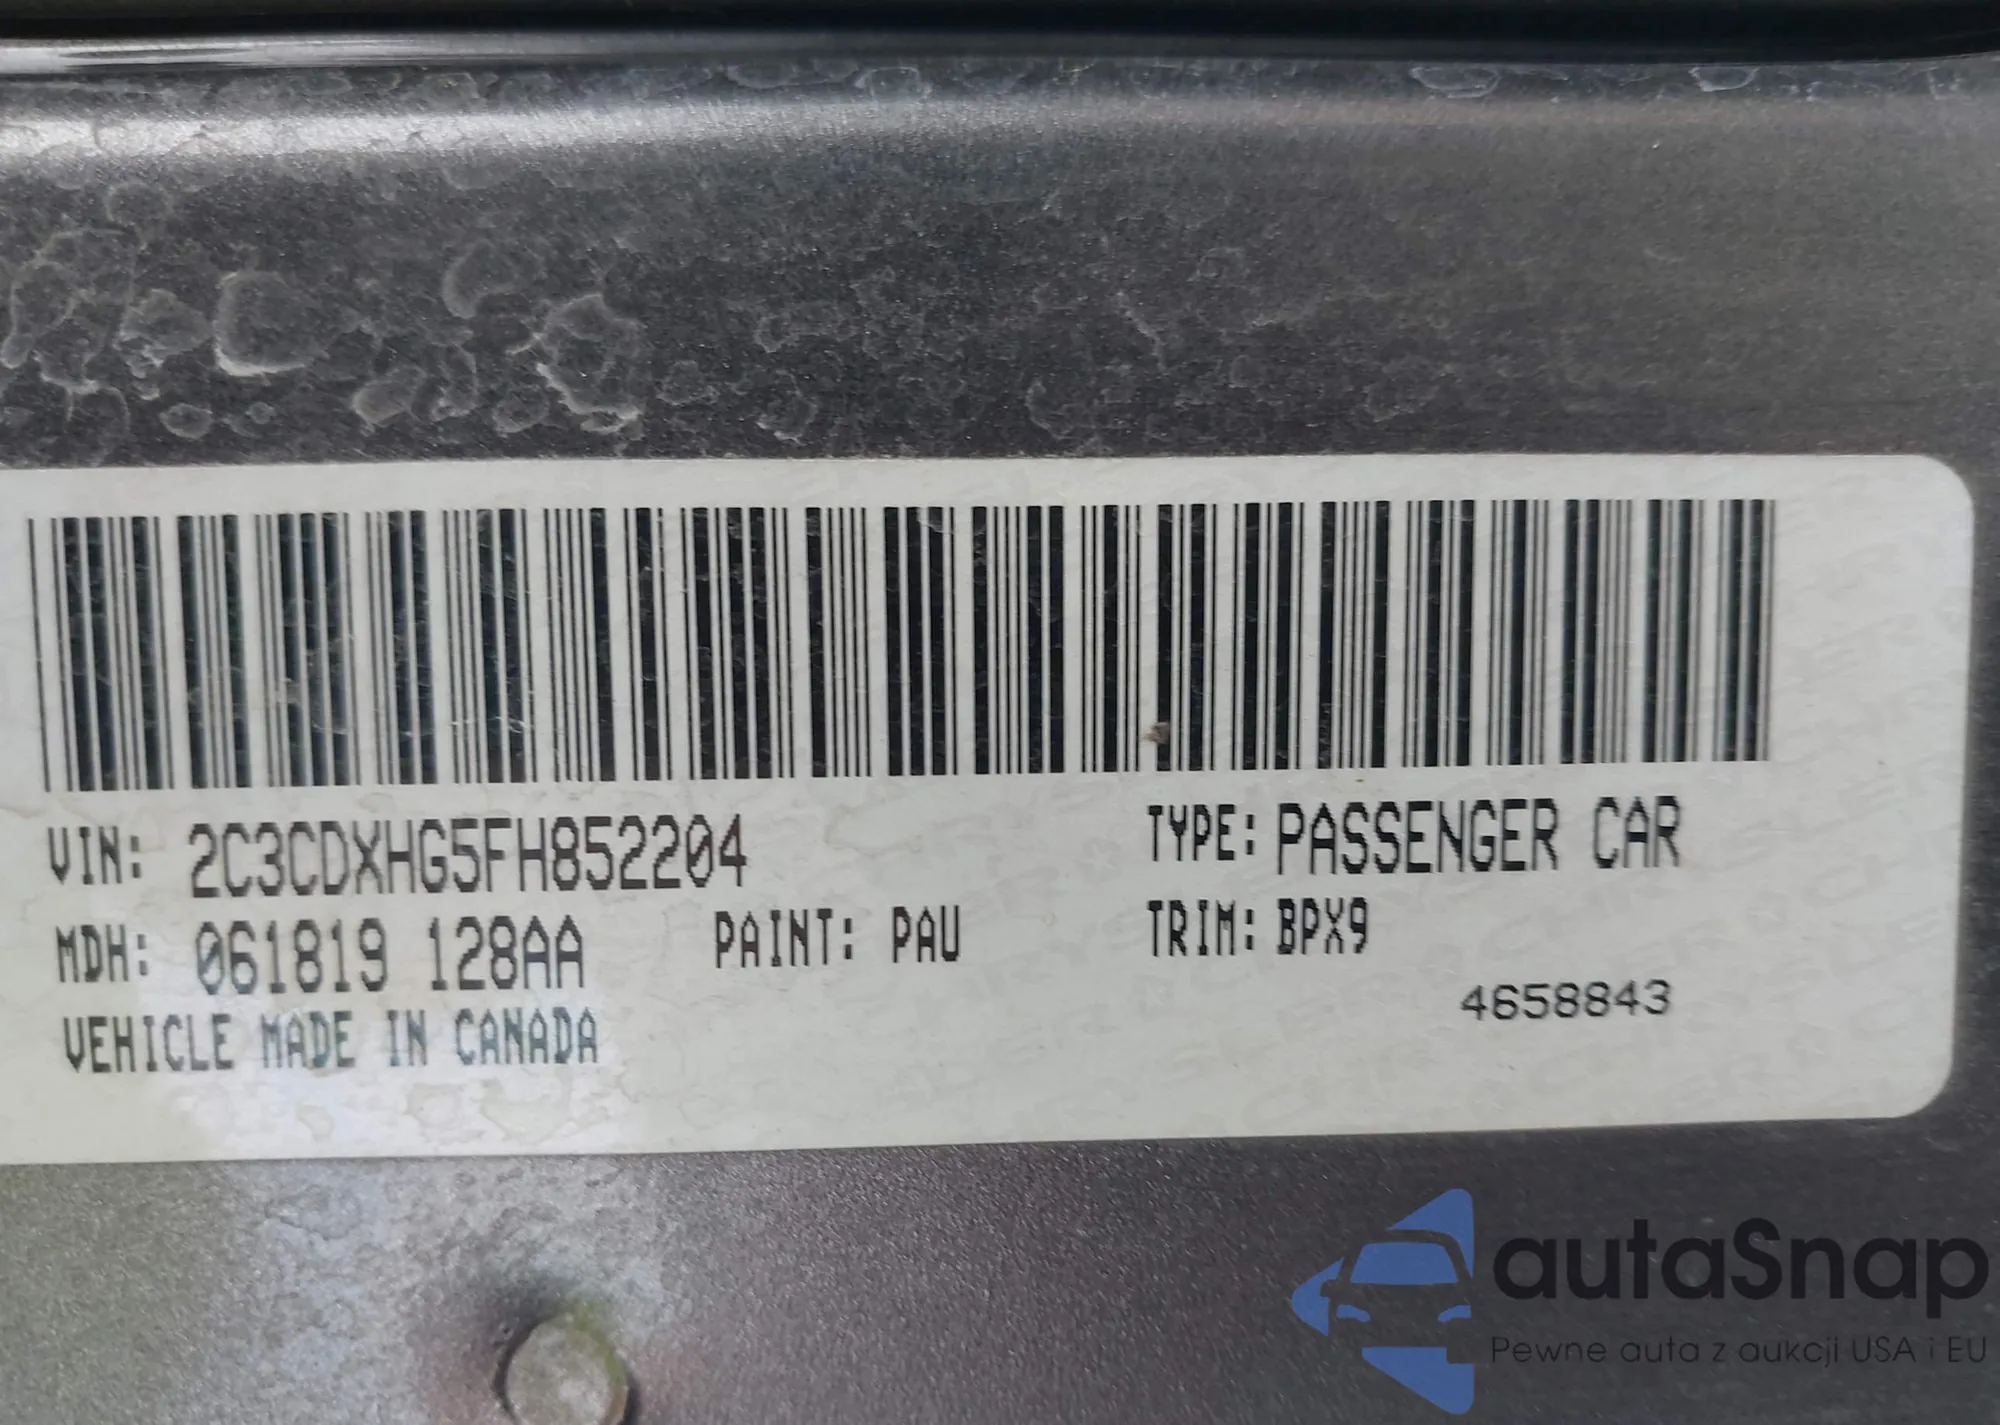 VIN: 2C3CDXHG5FH852204 TYPE: PASSENGER CAR
MDH: 061819 128AA PAINT: PAU TRIM: BPX9
4658843
VEHICLE MADE IN CANADA
autaSnap
Pewne auta z aukcji USA i EU